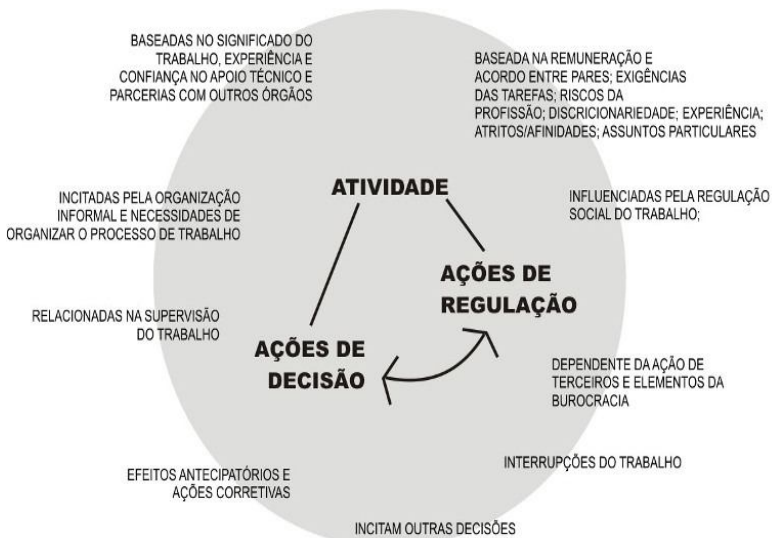 BASEADAS NO SIGNIFICADO DO
TRABALHO, EXPERIÊNCIA E
CONFIANÇA NO APOIO TÉCNICO E
PARCERIAS COM OUTROS ÓRGÃOS
BASEADA NA REMUNERAÇÃO E
ACORDO ENTRE PARES; EXIGÊNCIAS
DAS TAREFAS; RISCOS DA
PROFISSÃO; DISCRICIONARIEDADE; EXPERIÊNCIA;
ATRITOS/AFINIDADES; ASSUNTOS PARTICULARES
ATIVIDADE
INCITADAS PELA ORGANIZAÇÃO
INFORMAL E NECESSIDADES DE
ORGANIZAR O PROCESSO DE TRABALHO
INFLUENCIADAS PELA REGULAÇÃO
SOCIAL DO TRABALHO;
AÇÕES DE
REGULAÇÃO
RELACIONADAS NA SUPERVISÃO
DO TRABALHO
AÇÕES DE
DECISÃO
DEPENDENTE DA AÇÃO DE
TERCEIROS E ELEMENTOS DA
BUROCRACIA
INTERRUPÇÕES DO TRABALHO
EFEITOS ANTECIPATÓRIOS E
AÇÕES CORRETIVAS
INCITAM OUTRAS DECISÕES